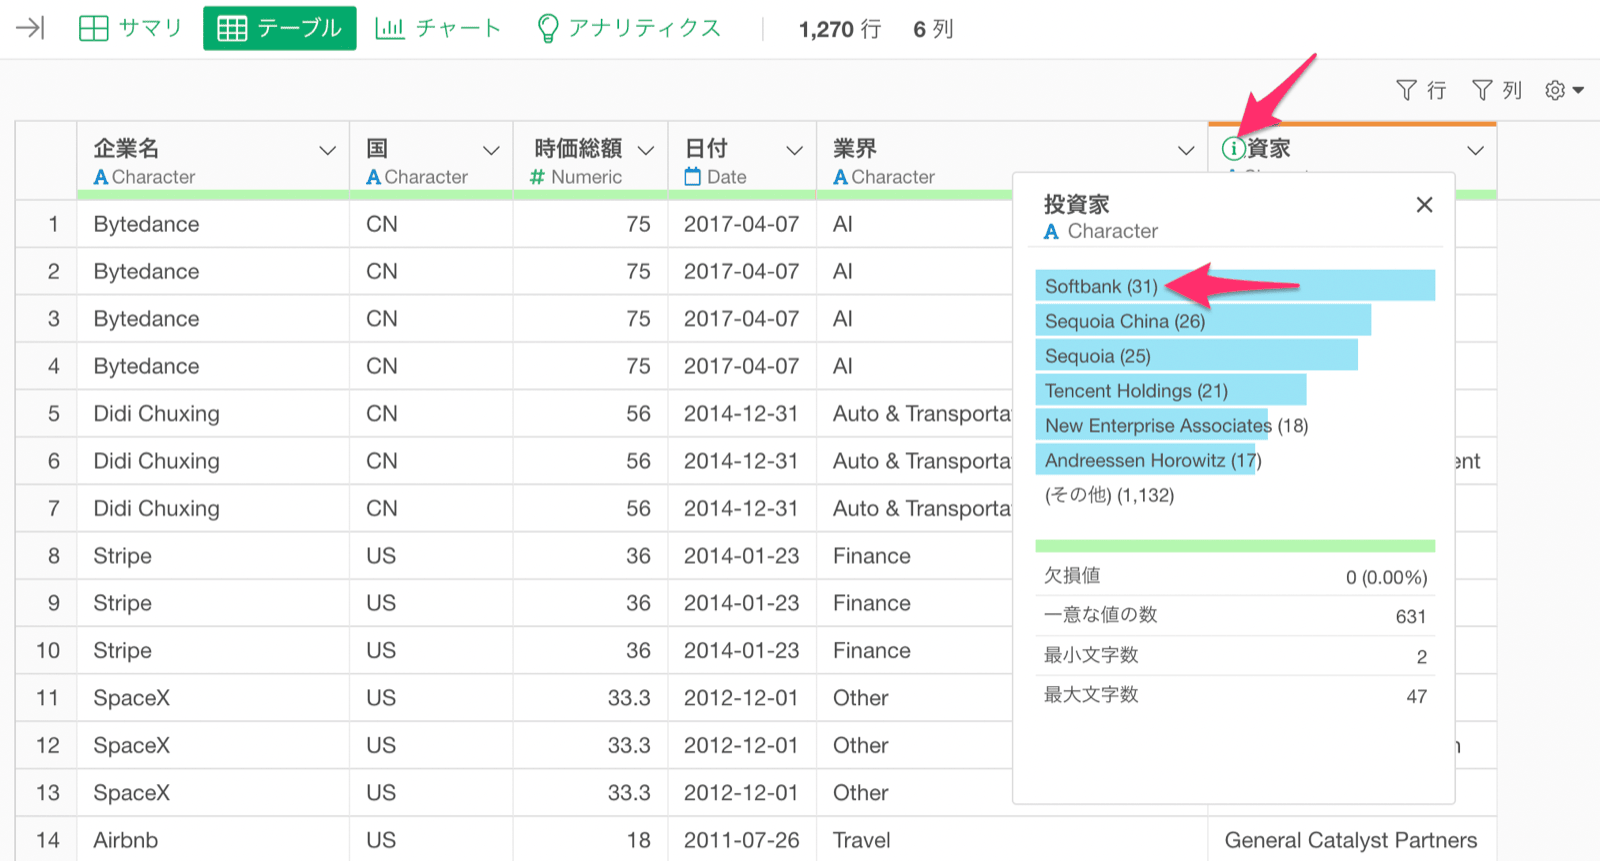 サマリ テーブル チャート アナリティクス 1,270 行 6 列
行 列
企業名 国 時価総額 日付 業界 資家
Character Character Numeric Date Character
1 Bytedance CN 75 2017-04-07 AI
2 Bytedance CN 75 2017-04-07 AI
3 Bytedance CN 75 2017-04-07 AI
4 Bytedance CN 75 2017-04-07 AI
5 Didi Chuxing CN 56 2014-12-31 Auto & Transporta
6 Didi Chuxing CN 56 2014-12-31 Auto & Transporta ent
7 Didi Chuxing CN 56 2014-12-31 Auto & Transporta
8 Stripe US 36 2014-01-23 Finance
9 Stripe US 36 2014-01-23 Finance
10 Stripe US 36 2014-01-23 Finance
11 SpaceX US 33.3 2012-12-01 Other
12 SpaceX US 33.3 2012-12-01 Other
13 SpaceX US 33.3 2012-12-01 Other
14 Airbnb US 18 2011-07-26 Travel General Catalyst Partners
投資家
Character
Softbank (31)
Sequoia China (26)
Sequoia (25)
Tencent Holdings (21)
New Enterprise Associates (18)
Andreessen Horowitz (17)
(その他) (1,132)
欠損値 0 (0.00%)
一意な値の数 631
最小文字数 2
最大文字数 47